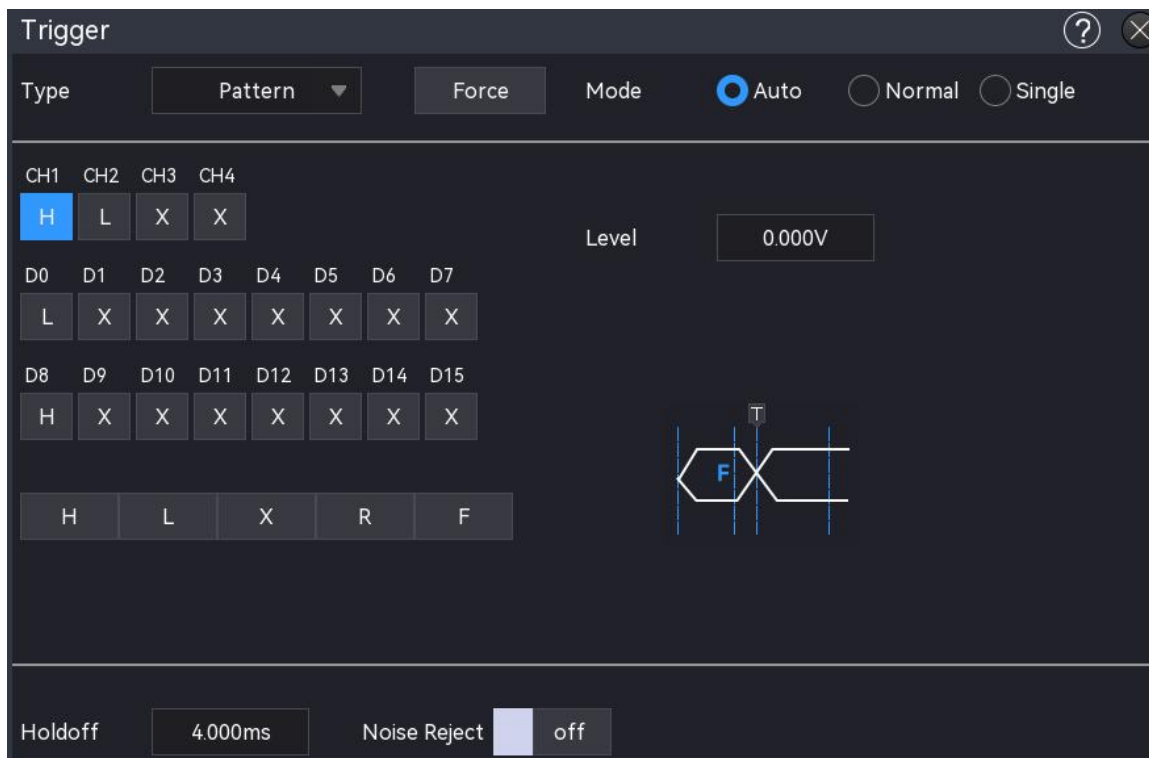 Trigger ?
Type Pattern Force Mode Auto Normal Single
CH1 CH2 CH3 CH4
H L X X
Level 0.000V
D0 D1 D2 D3 D4 D5 D6 D7
L X X X X X X X
D8 D9 D10 D11 D12 D13 D14 D15
H X X X X X X X
T
F
H L X R F
Holdoff 4.000ms Noise Reject off